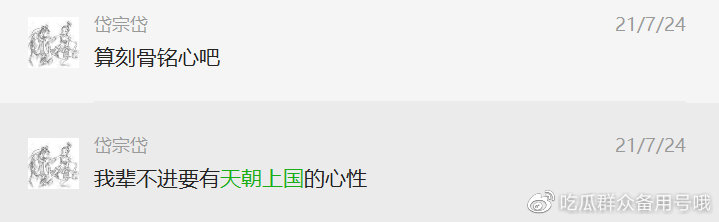 岱宗岱 21/7/24
算刻骨铭心吧
岱宗岱 21/7/24
我辈不进要有天朝上国的心性
吃瓜群众备用号哦